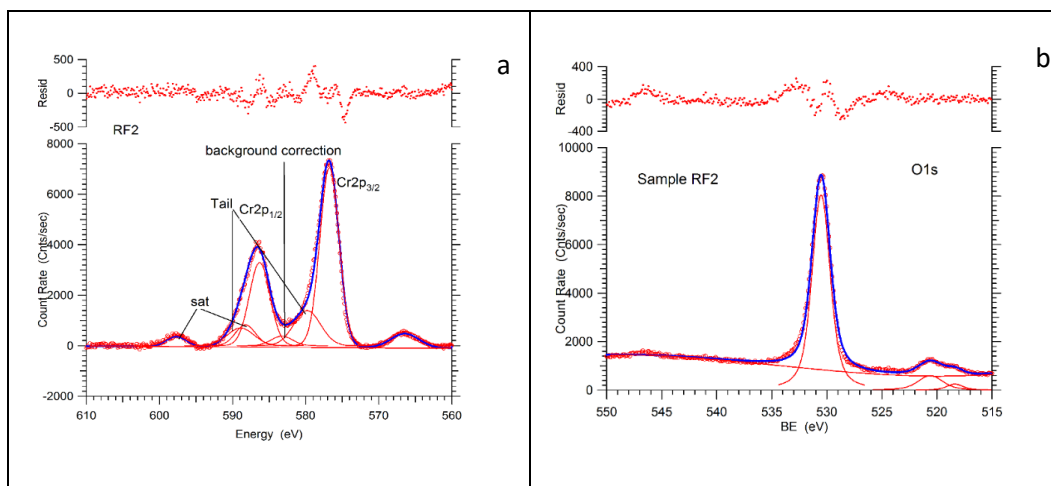 a
500
0
-500
Resid
RF2
background correction
8000
6000
4000
2000
0
-2000
Count Rate (Cnts/sec)
Cr2p3/2
Tail
Cr2p1/2
sat
610
600
590
580
570
560
Energy (eV)
b
400
0
-400
Resid
10000
8000
6000
4000
2000
0
Count Rate (Cnts/sec)
Sample RF2
O1s
550
545
540
535
530
525
520
515
BE (eV)